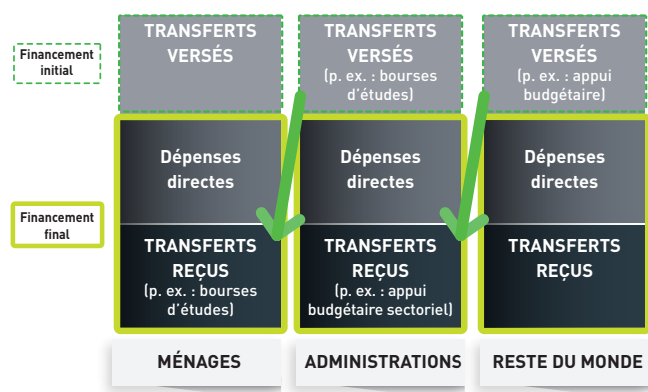 Financement
initial
TRANSFERTS
VERSÉS
TRANSFERTS
VERSÉS
(p. ex. : bourses
d'études)
TRANSFERTS
VERSÉS
(p. ex. : appui
budgétaire)
Financement
final
Dépenses
directes
Dépenses
directes
Dépenses
directes
TRANSFERTS
REÇUS
(p. ex. : bourses
d'études)
TRANSFERTS
REÇUS
(p. ex. : appui
budgétaire sectoriel)
TRANSFERTS
REÇUS
MÉNAGES
ADMINISTRATIONS
RESTE DU MONDE